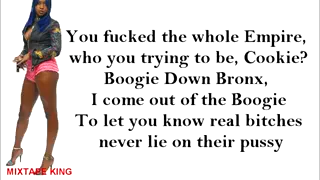 You fucked the whole Empire,
who you trying to be, Cookie?
Boogie Down Bronx,
I come out of the Boogie
To let you know real bitches
never lie on their pussy
MIXTAPE KING